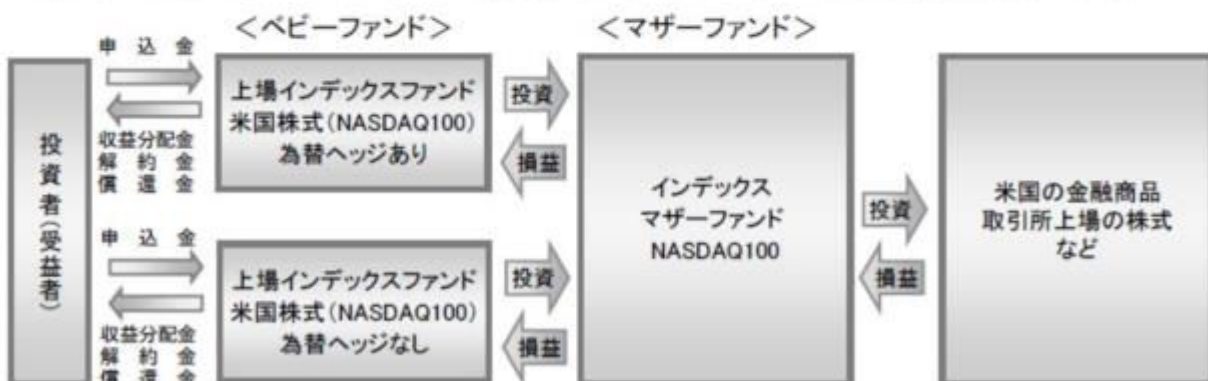 ＜ベビーファンド＞
＜マザーファンド＞
投資者(受益者)
申込金
収益分配金
解約金
償還金
上場インデックスファンド
米国株式(NASDAQ100)
為替ヘッジあり
投資
損益
申込金
収益分配金
解約金
償還金
上場インデックスファンド
米国株式(NASDAQ100)
為替ヘッジなし
投資
損益
インデックス
マザーファンド
NASDAQ100
投資
損益
米国の金融商品
取引所上場の株式
など